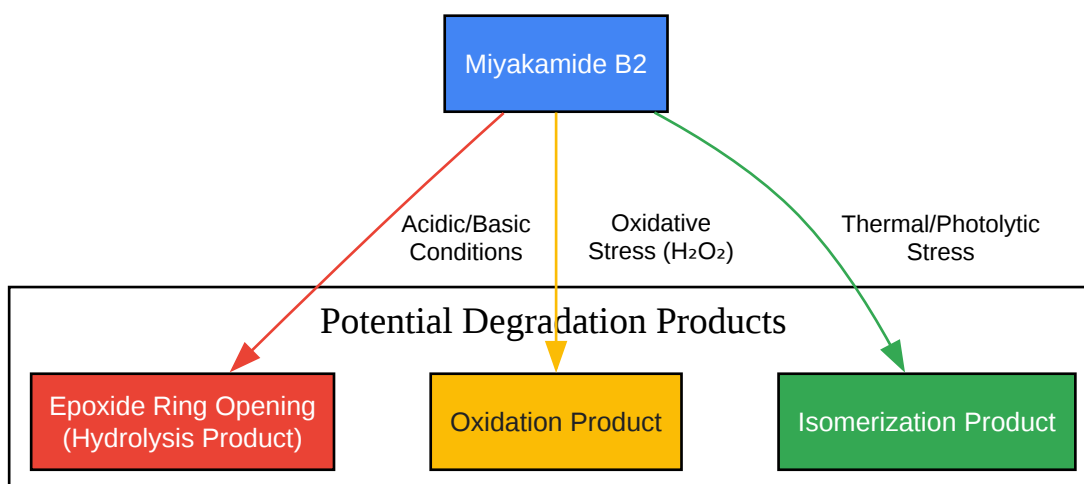 Miyakamide B2
Acidic/Basic
Conditions
Oxidative
Stress (H₂O₂)
Thermal/Photolytic
Stress
Potential Degradation Products
Epoxide Ring Opening
(Hydrolysis Product)
Oxidation Product
Isomerization Product